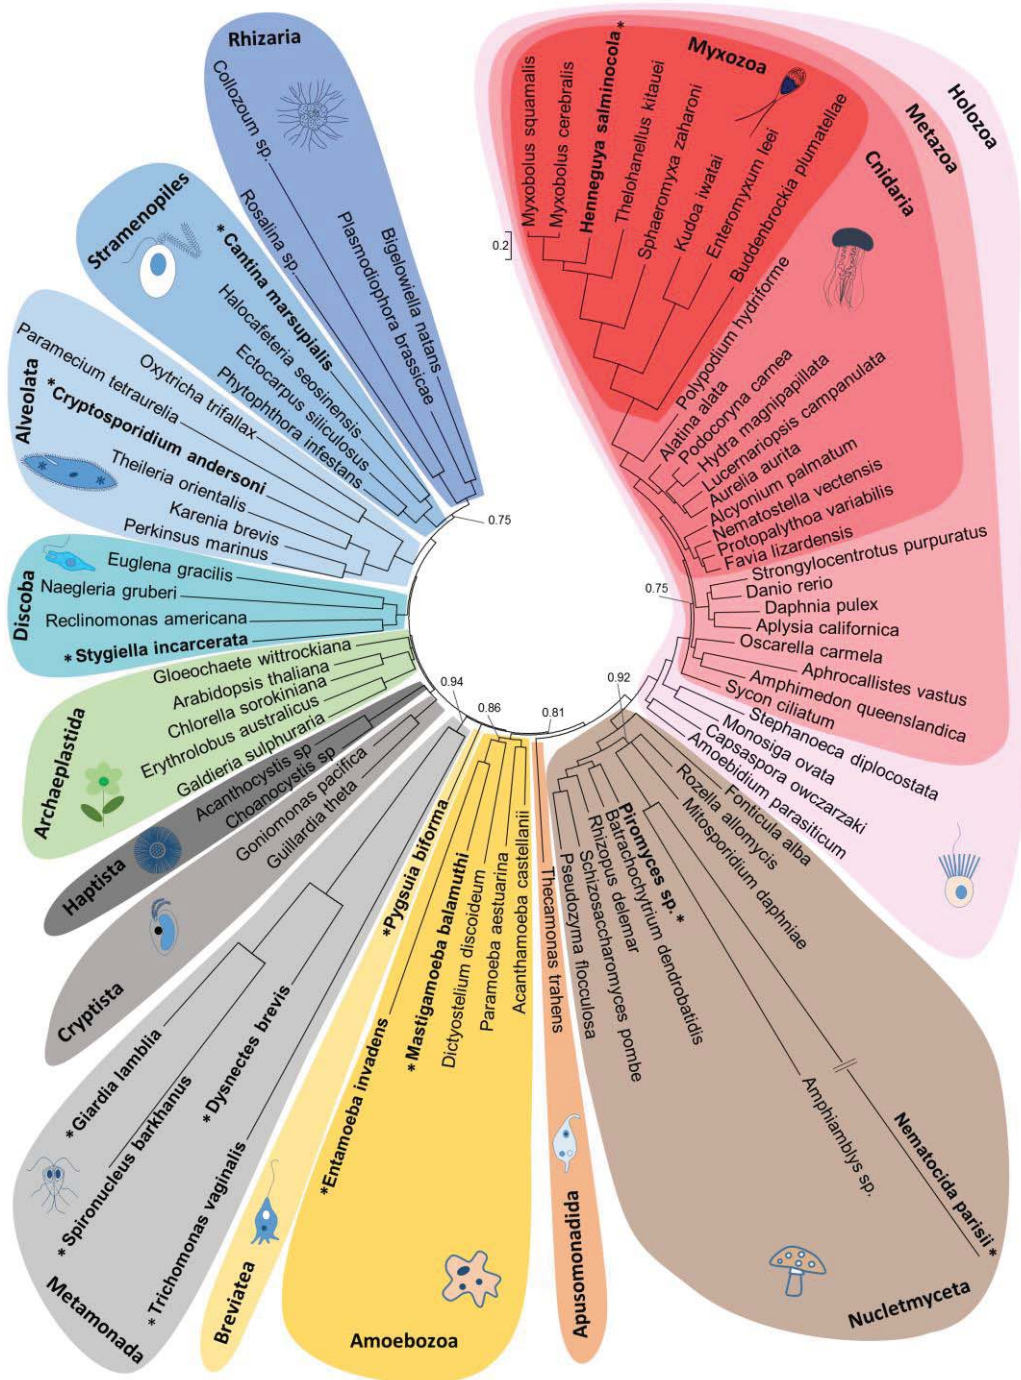 Rhizaria
Collozoum sp.
Rosalina sp.
Plasmodiophora brassicae
Bigelowiella natans
Stramenopiles
*Cantina marsupialis
Halocafeteria seosinensis
Ectocarpus siliculosus
Phytophthora infestans
Alveolata
Oxytricha trifallax
Paramecium tetraurelia
*Cryptosporidium andersoni
Theileria orientalis
Karenia brevis
Perkinsus marinus
Discoba
Euglena gracilis
Naegleria gruberi
Reclinomonas americana
*Stygiella incarcerata
Archaeplastida
Gloeochaete wittrockiana
Arabidopsis thaliana
Chlorella sorokiniana
Erythrolobus australicus
Galdieria sulphuraria
Haptista
Acanthocystis sp
Choanocystis sp
Cryptista
Goniomonas pacifica
Guillardia theta
Metamonada
*Giardia lamblia
*Spironucleus barkhanus
*Dysnectes brevis
*Trichomonas vaginalis
Breviatea
*Pygsuia biforma
Amoebozoa
*Entamoeba invadens
*Mastigamoeba balamuthi
Dictyostelium discoideum
Paramoeba aestuarina
Acanthamoeba castellanii
Apusomonadida
Thecamonas trahens
Nucletmyceta
Pseudozyma flocculosa
Schizosaccharomyces pombe
Rhizopus delemar
Batrachochytrium dendrobatidis
Piromyces sp.*
Amphiamblys sp.
Nematocida parisii*
Mitosporidium daphniae
Rozella allomycis
Fonticula alba
Holozoa
Amoebidium parasiticum
Capsaspora owczarzaki
Monosiga ovata
Stephanoeca diplocostata
Metazoa
Sycon ciliatum
Amphimedon queenslandica
Aphrocallistes vastus
Oscarella carmela
Aplysia californica
Daphnia pulex
Danio rerio
Strongylocentrotus purpuratus
Cnidaria
Favia lizardensis
Protopalythoa variabilis
Nematostella vectensis
Alcyonium palmatum
Aurelia aurita
Lucernariopsis campanulata
Hydra magnipapillata
Podocoryna carnea
Alatina alata
Polypodium hydriforme
Myxozoa
Buddenbrockia plumatellae
Enteromyxum leei
Kudoa iwatai
Sphaeromyxa zaharoni
Thelohanellus kitauei
Henneguya salminocola*
Myxobolus cerebralis
Myxobolus squamalis
0.2
0.75
0.75
0.94
0.86
0.81
0.92